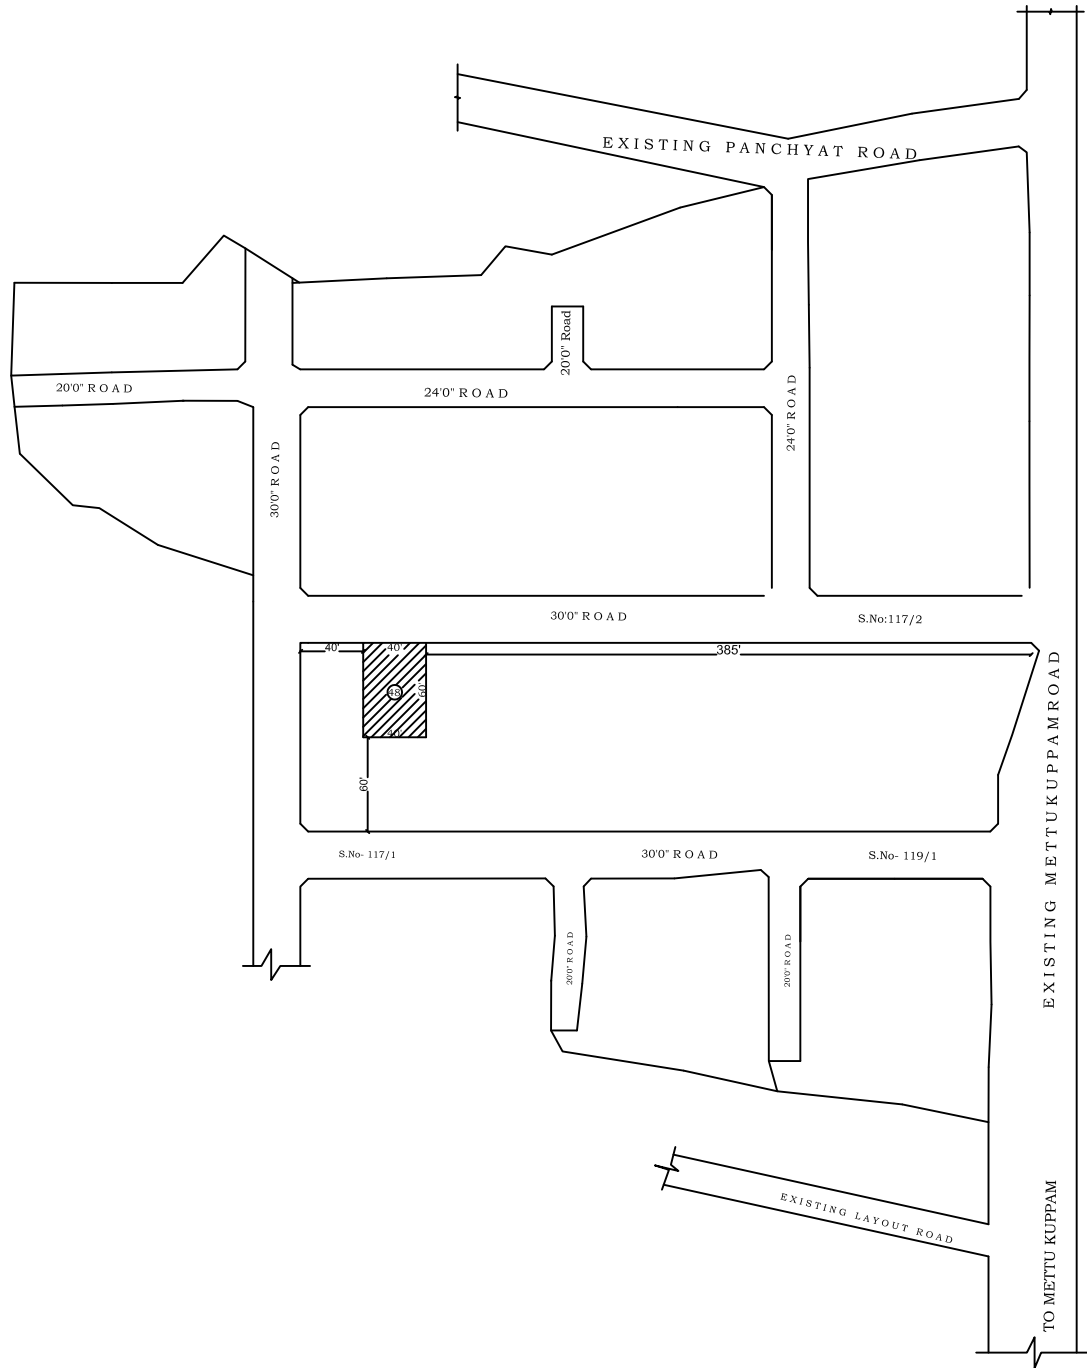 EXISTING PANCHYAT ROAD
20'0" Road
20'0" ROAD
24'0" ROAD
24'0" ROAD
30'0" ROAD
30'0" ROAD
S.No:117/2
40'
40'
385'
48
60'
40'
60'
EXISTING METTUKUPPAMROAD
S.No- 117/1
30'0" ROAD
S.No- 119/1
20'0" ROAD
20'0" ROAD
EXISTING LAYOUT ROAD
TO METTU KUPPAM